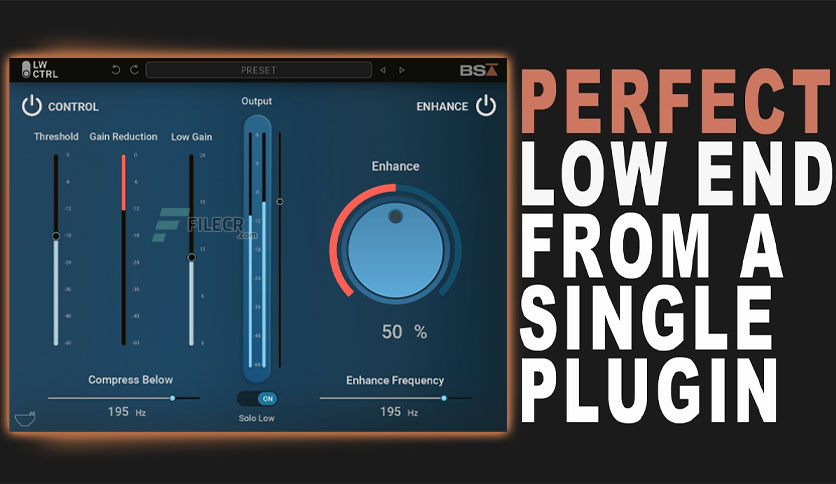 LW
CTRL
PRESET
BSA
CONTROL
Output
ENHANCE
Threshold
Gain Reduction
Low Gain
Enhance
FILECR
.com
50 %
Compress Below
195 Hz
ON
Solo Low
Enhance Frequency
195 Hz
PERFECT
LOW END
FROM A
SINGLE
PLUGIN